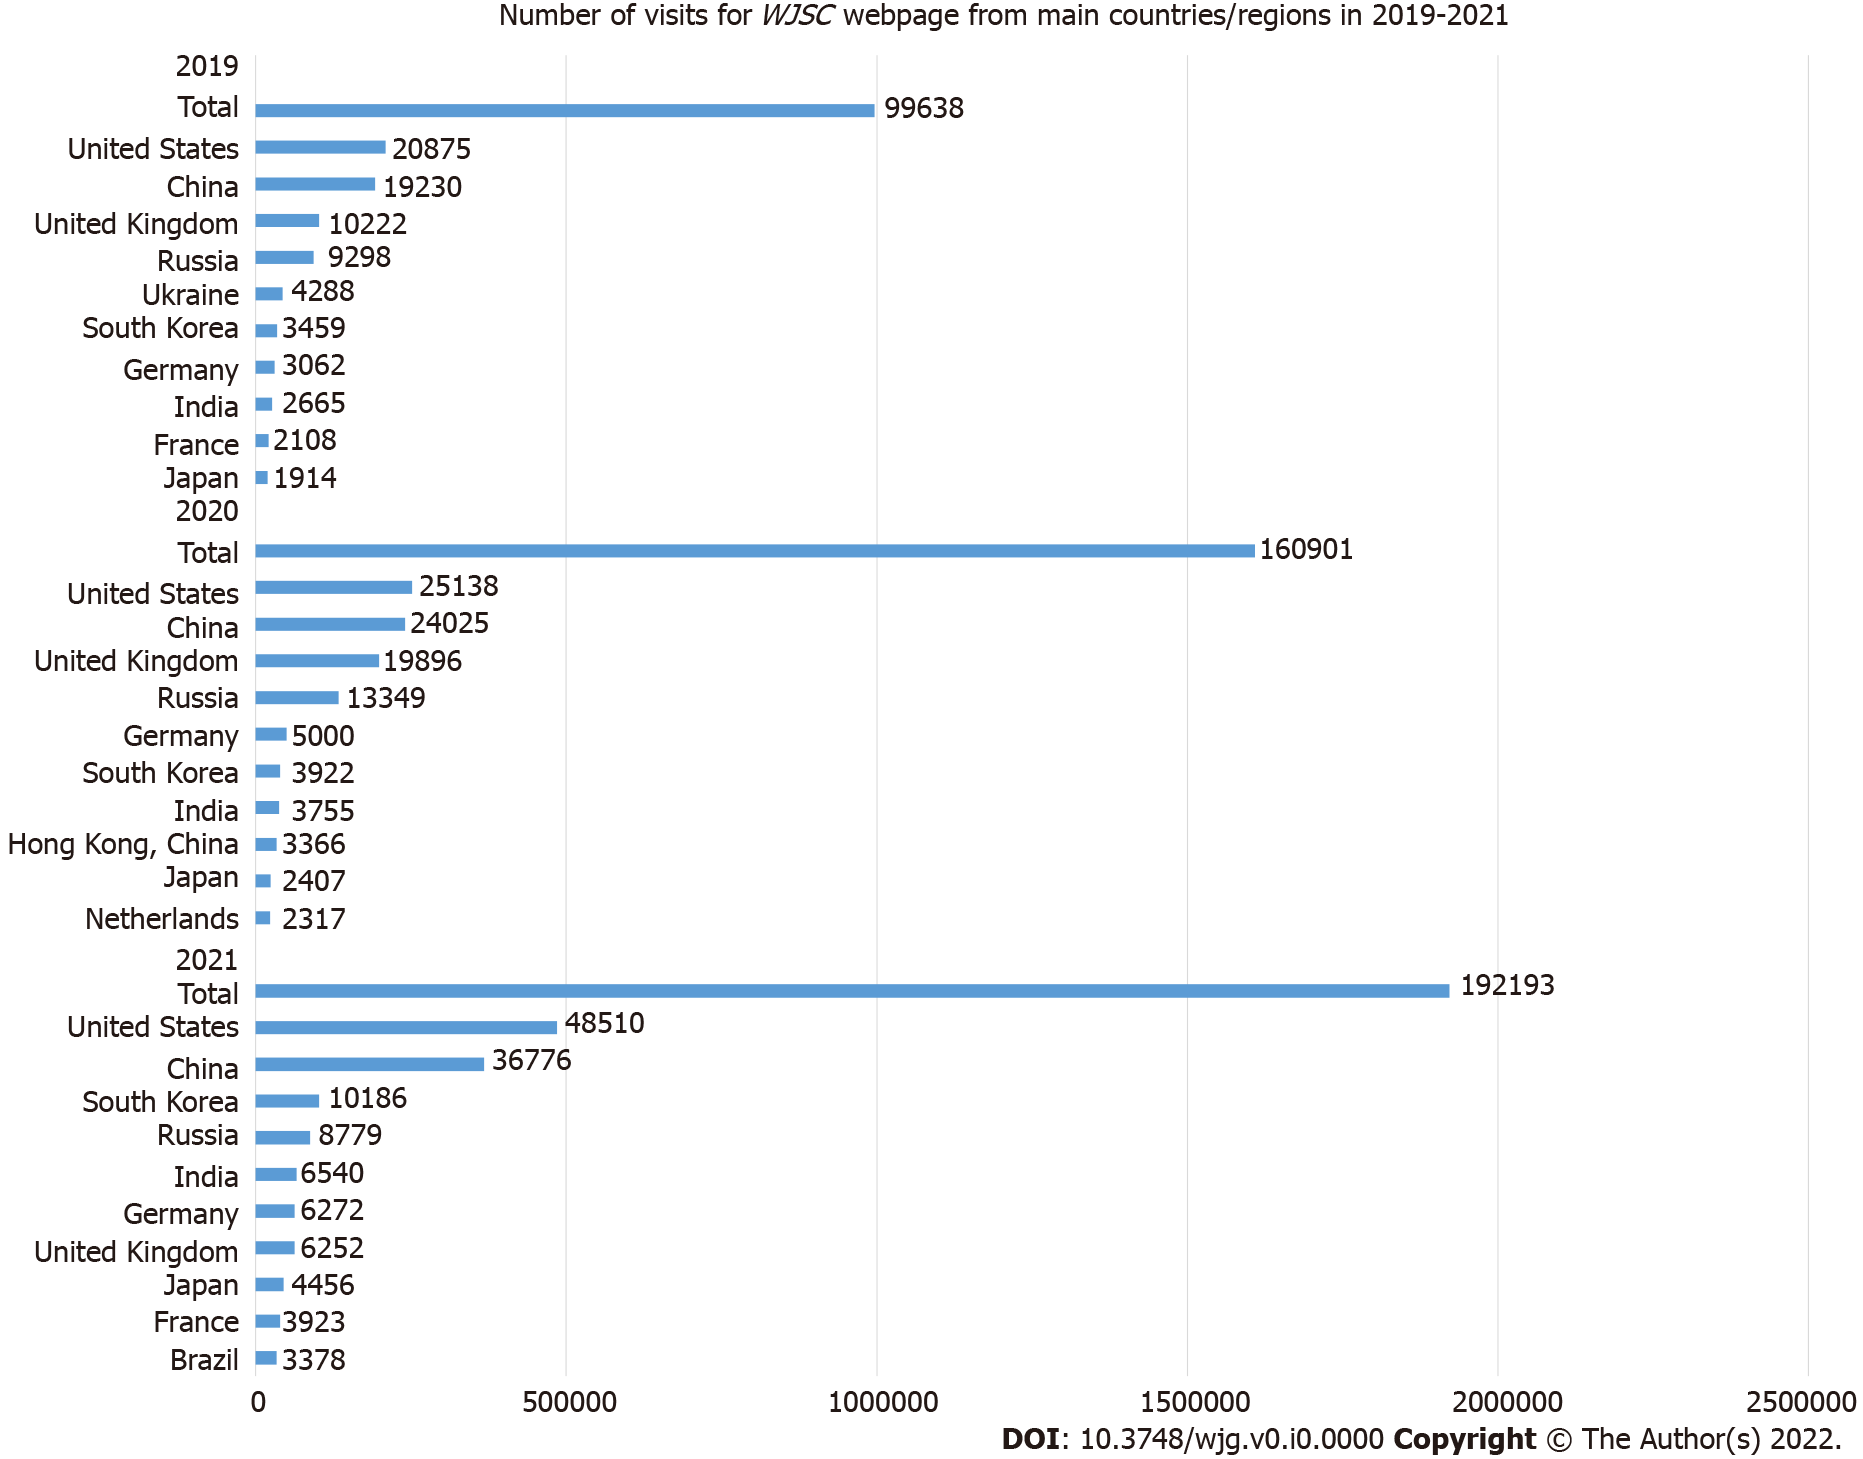 Number of visits for WJSC webpage from main countries/regions in 2019-2021
2019
Total 99638
United States 20875
China 19230
United Kingdom 10222
Russia 9298
Ukraine 4288
South Korea 3459
Germany 3062
India 2665
France 2108
Japan 1914
2020
Total 160901
United States 25138
China 24025
United Kingdom 19896
Russia 13349
Germany 5000
South Korea 3922
India 3755
Hong Kong, China 3366
Japan 2407
Netherlands 2317
2021
Total 192193
United States 48510
China 36776
South Korea 10186
Russia 8779
India 6540
Germany 6272
United Kingdom 6252
Japan 4456
France 3923
Brazil 3378
0 500000 1000000 1500000 2000000 2500000
DOI: 10.3748/wjg.v0.i0.0000 Copyright © The Author(s) 2022.